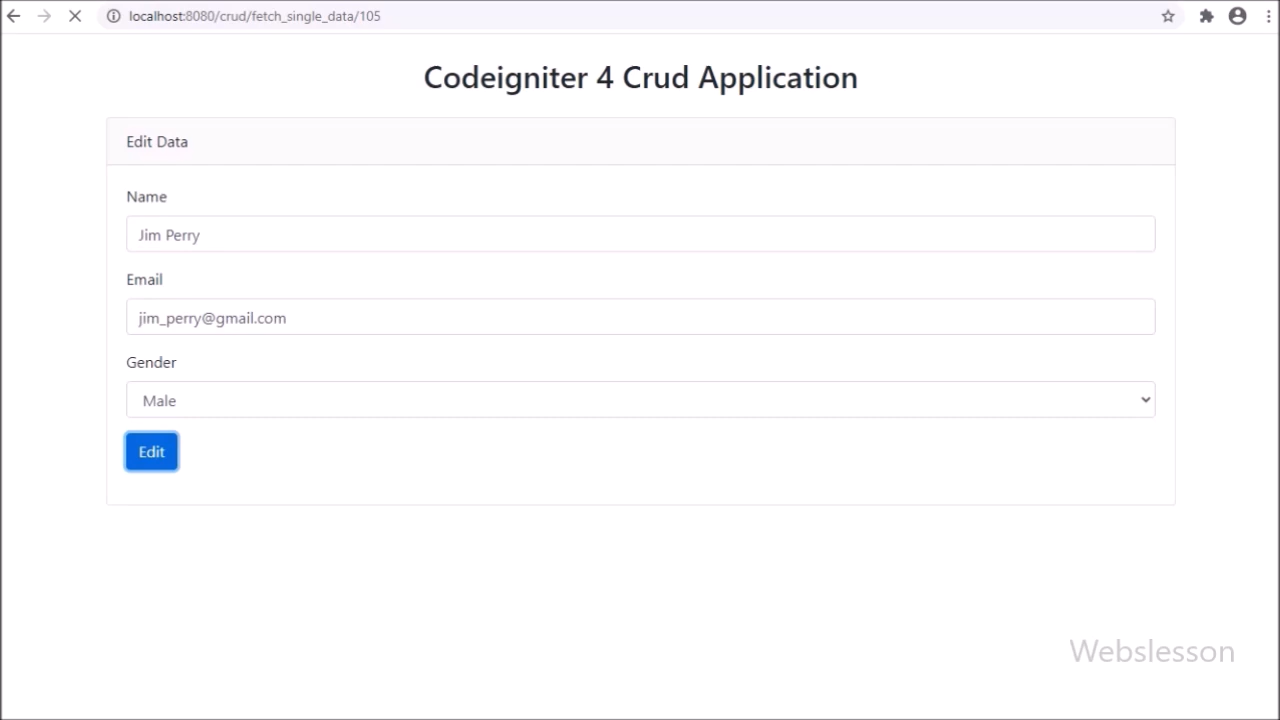 localhost:8080/crud/fetch_single_data/105
Codeigniter 4 Crud Application
Edit Data
Name
Jim Perry
Email
jim_perry@gmail.com
Gender
Male
Edit
Webslesson